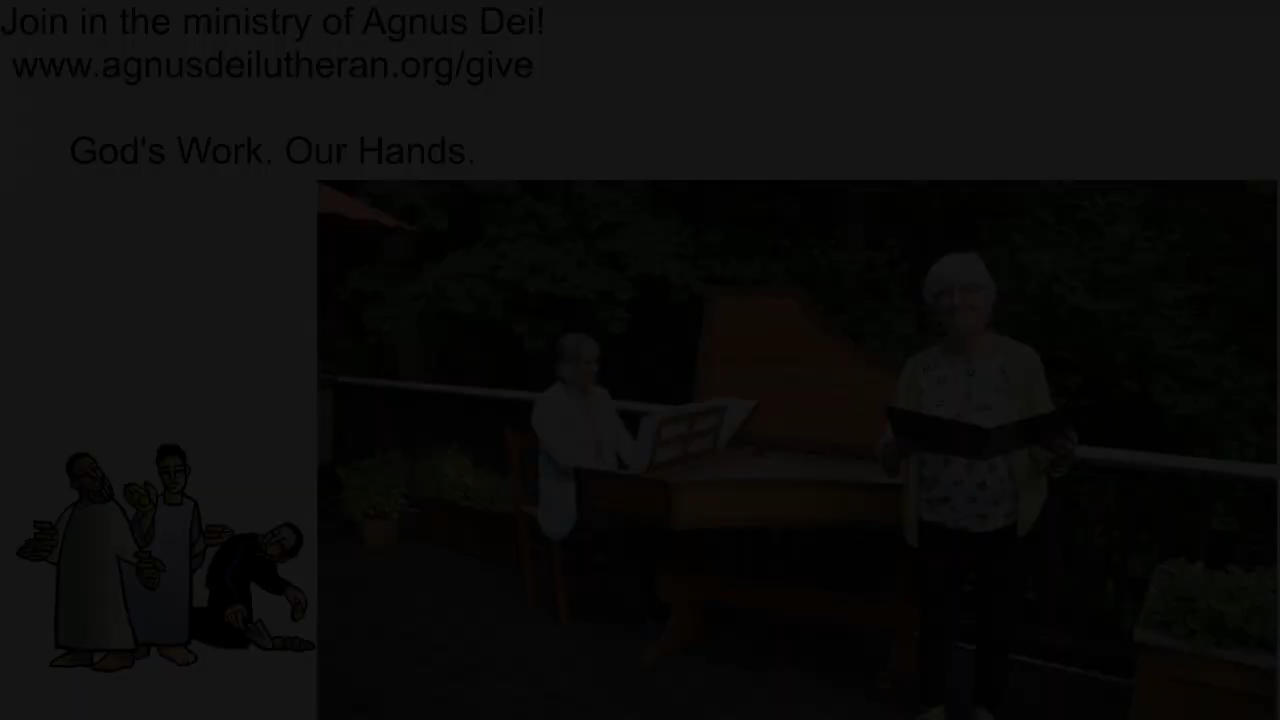 Join in the ministry of Agnus Dei!
www.agnusdeilutheran.org/give
God's Work. Our Hands.